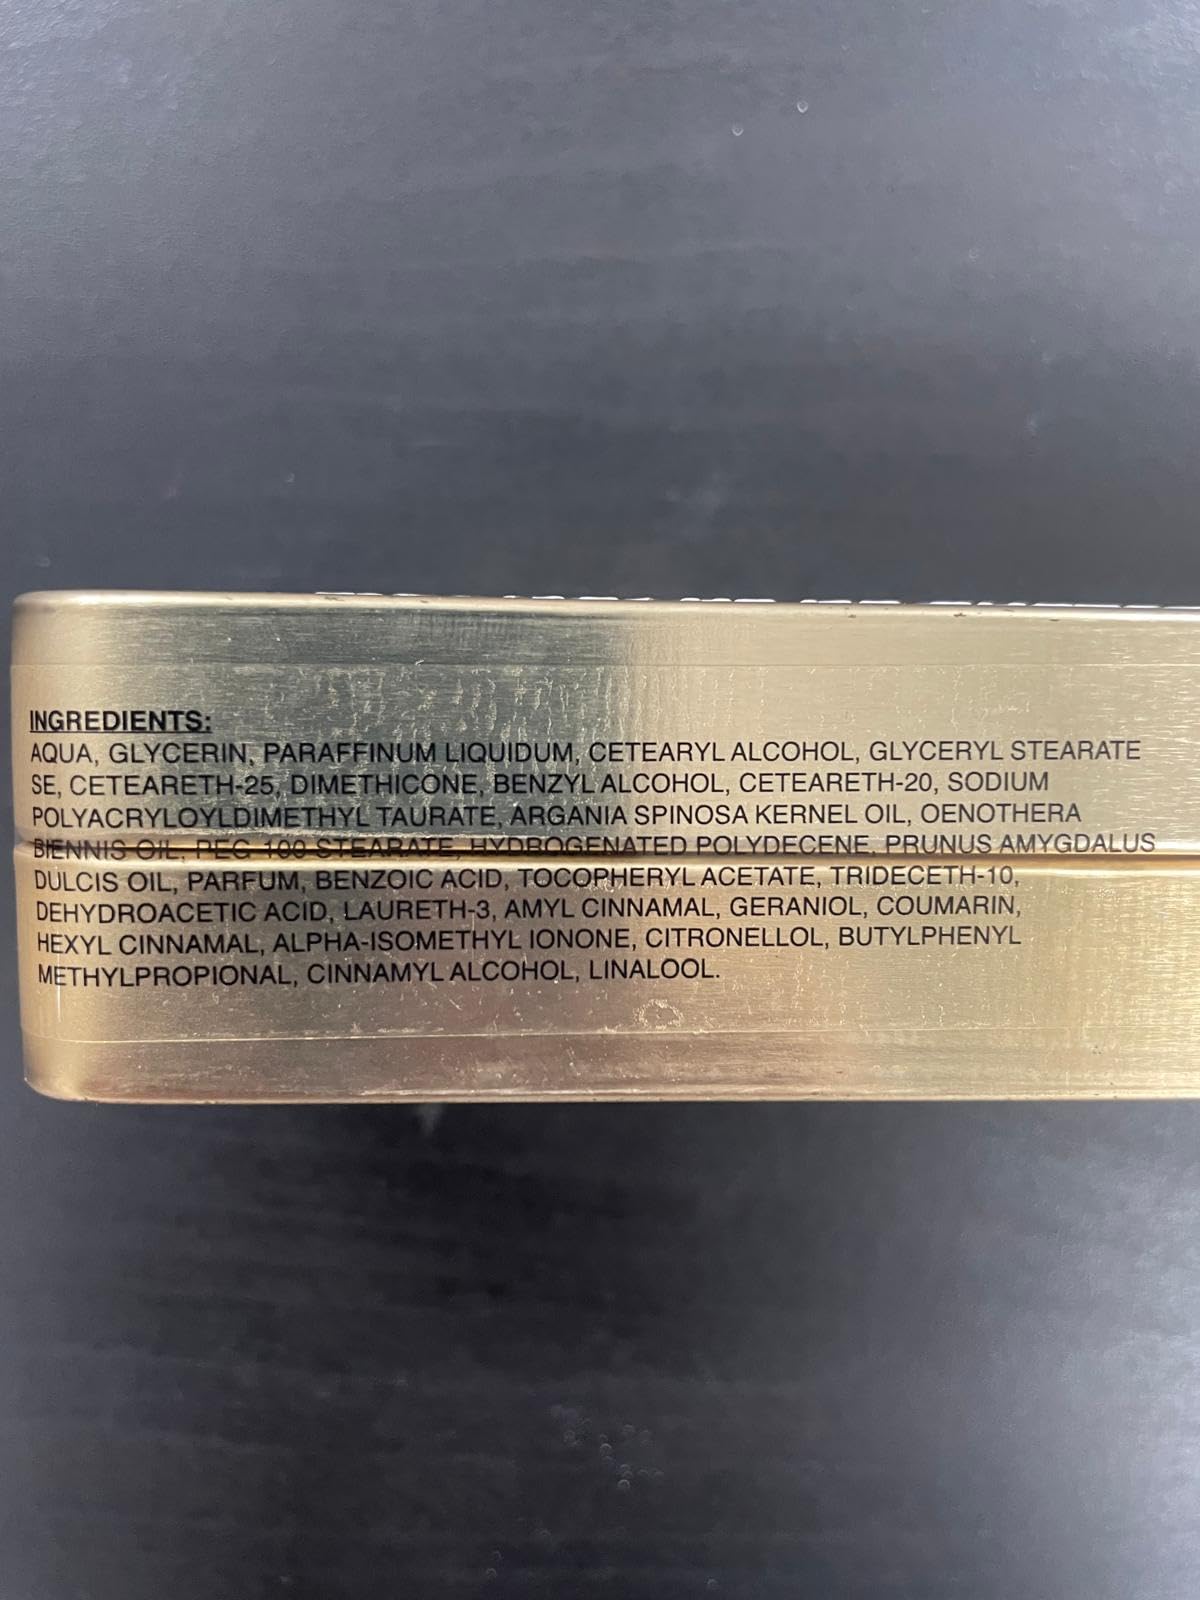 INGREDIENTS:
AQUA, GLYCERIN, PARAFFINUM LIQUIDUM, CETEARYL ALCOHOL, GLYCERYL STEARATE
SE, CETEARETH-25, DIMETHICONE, BENZYL ALCOHOL, CETEARETH-20, SODIUM
POLYACRYLOYLDIMETHYL TAURATE, ARGANIA SPINOSA KERNEL OIL, OENOTHERA
BIENNIS OIL, PEG 100 STEARATE, HYDROGENATED POLYDECENE, PRUNUS AMYGDALUS
DULCIS OIL, PARFUM, BENZOIC ACID, TOCOPHERYL ACETATE, TRIDECETH-10,
DEHYDROACETIC ACID, LAURETH-3, AMYL CINNAMAL, GERANIOL, COUMARIN,
HEXYL CINNAMAL, ALPHA-ISOMETHYL IONONE, CITRONELLOL, BUTYLPHENYL
METHYLPROPIONAL, CINNAMYL ALCOHOL, LINALOOL.